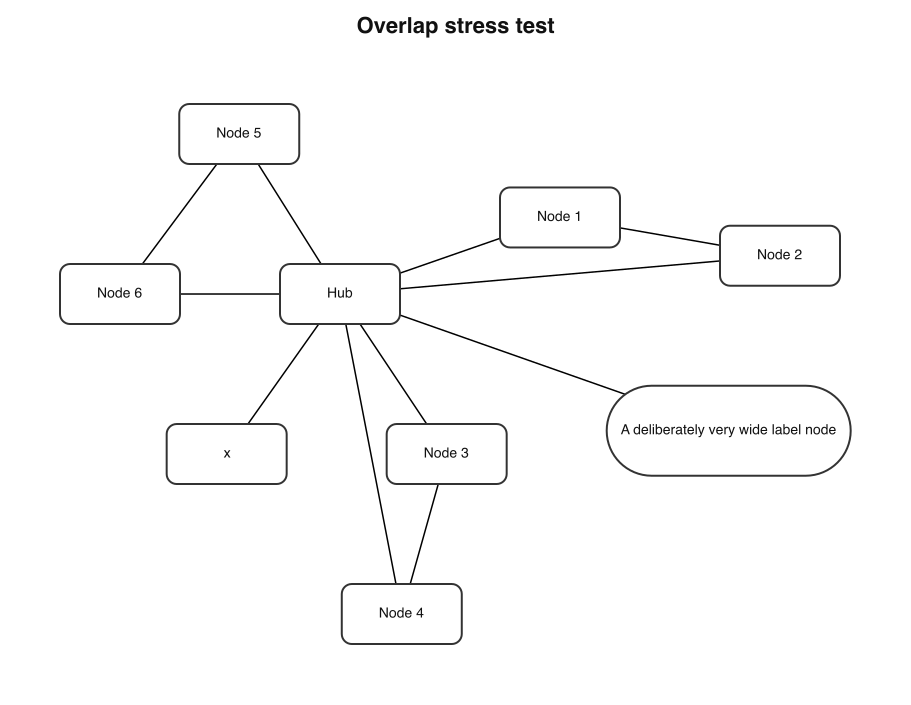 Overlap stress test
Node 5
Node 1
Node 2
Node 6
Hub
A deliberately very wide label node
x
Node 3
Node 4